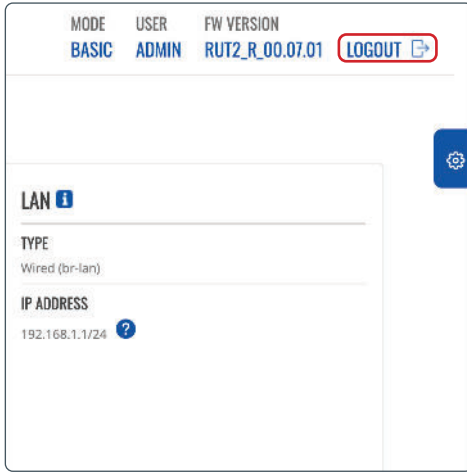 MODE USER FW VERSION
BASIC ADMIN RUT2_R_00.07.01 LOGOUT
LAN i
TYPE
Wired (br-lan)
IP ADDRESS
192.168.1.1/24 ?